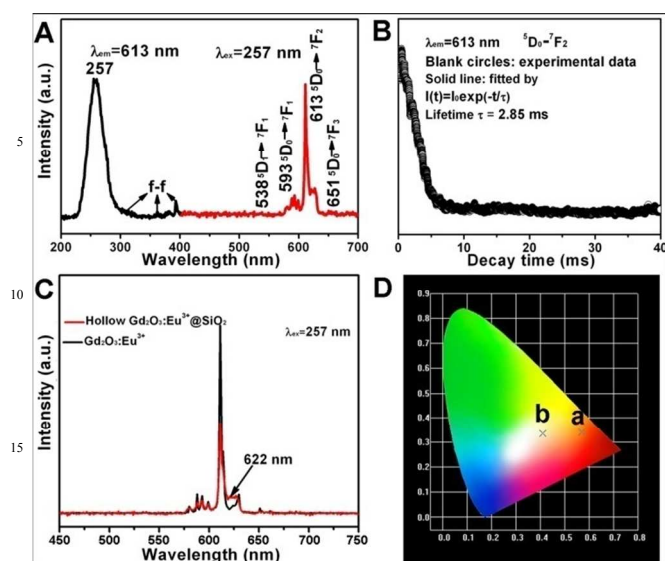 A
λem=613 nm
257
λex=257 nm
538 ⁵D₁→⁷F₁
593 ⁵D₀→⁷F₁
613 ⁵D₀→⁷F₂
651 ⁵D₀→⁷F₃
f-f
Intensity (a.u.)
200 300 400 500 600 700
Wavelength (nm)
B
λem=613 nm ⁵D₀-⁷F₂
Blank circles: experimental data
Solid line: fitted by
I(t)=I₀exp(-t/τ)
Lifetime τ = 2.85 ms
Intensity (a.u.)
0 10 20 30 40
Decay time (ms)
5
10
15
C
Hollow Gd₂O₃:Eu³⁺@SiO₂
Gd₂O₃:Eu³⁺
λex=257 nm
622 nm
Intensity (a.u.)
450 500 550 600 650 700 750
Wavelength (nm)
D
0.9
0.8
0.7
0.6
0.5
0.4
0.3
0.2
0.1
0.0
b
a
0.0 0.1 0.2 0.3 0.4 0.5 0.6 0.7 0.8